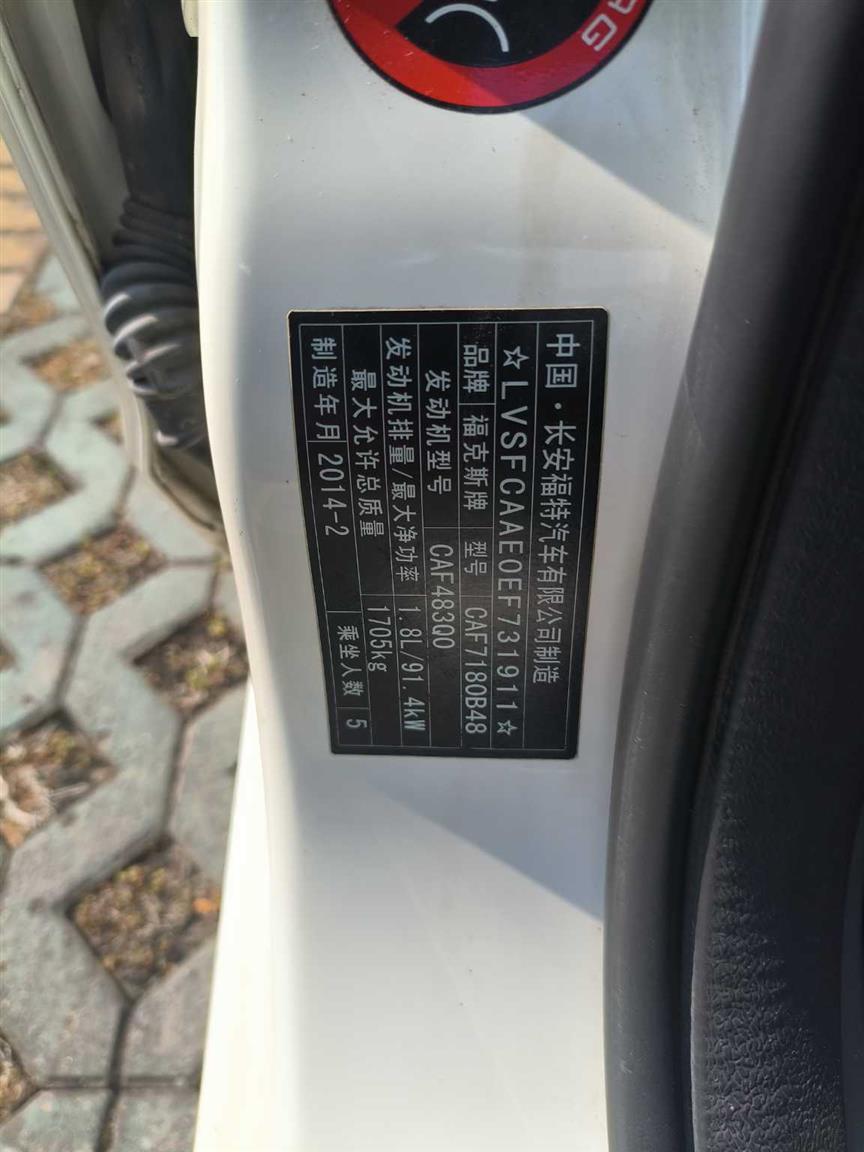 RG
中国·长安福特汽车有限公司制造
☆LVSFCAAE0EF731911☆
品牌 福克斯牌 型号 CAF7180B48
发动机型号 CAF483Q0
发动机排量/最大净功率 1.8L/91.4kW
最大允许总质量 1705kg
制造年月 2014-2 乘坐人数 5